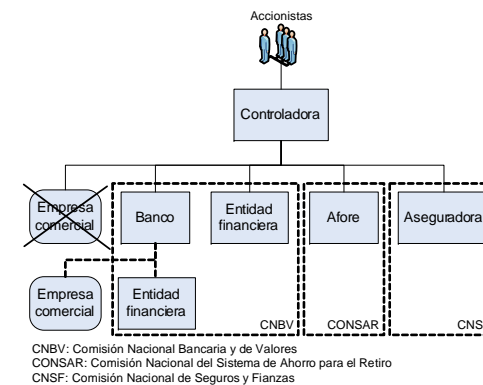 Accionistas
Controladora
Empresa
comercial
Banco
Entidad
financiera
Afore
Aseguradora
Empresa
comercial
Entidad
financiera
CNBV
CONSAR
CNS
CNBV: Comisión Nacional Bancaria y de Valores
CONSAR: Comisión Nacional del Sistema de Ahorro para el Retiro
CNSF: Comisión Nacional de Seguros y Fianzas